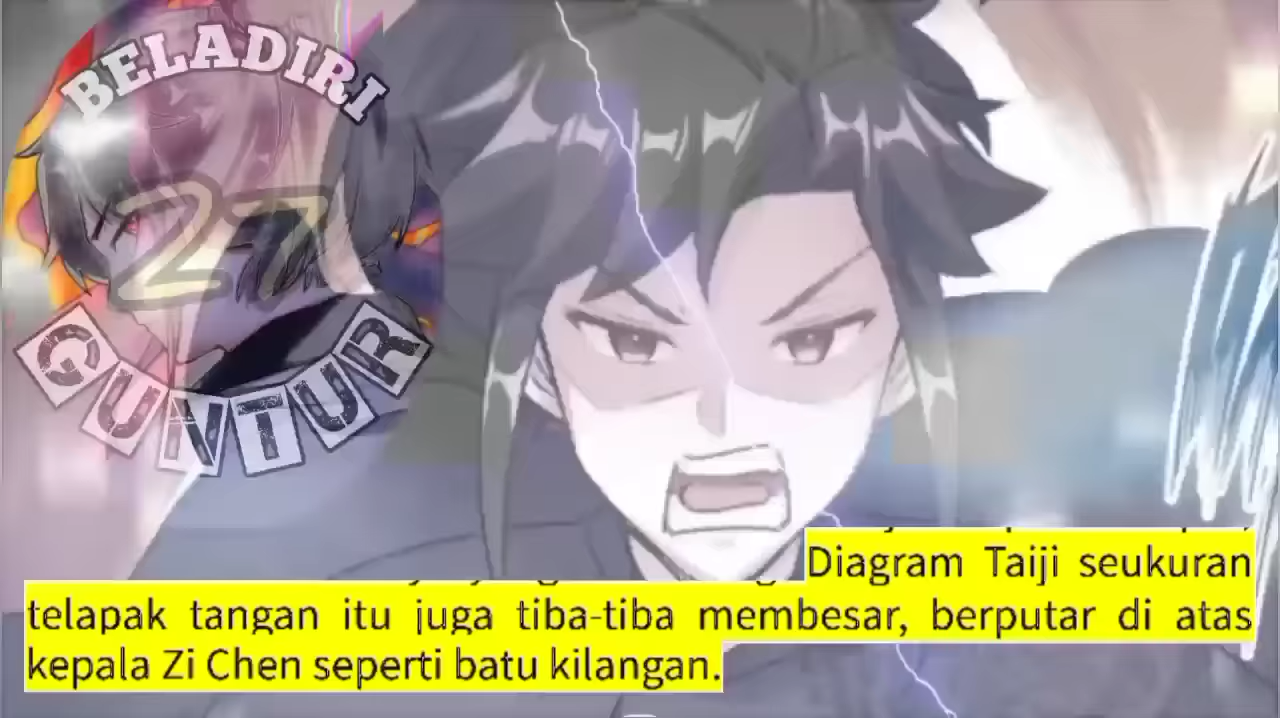 BELADIRI
27
GUNTUR
Diagram Taiji seukuran
telapak tangan itu juga tiba-tiba membesar, berputar di atas
kepala Zi Chen seperti batu kilangan.